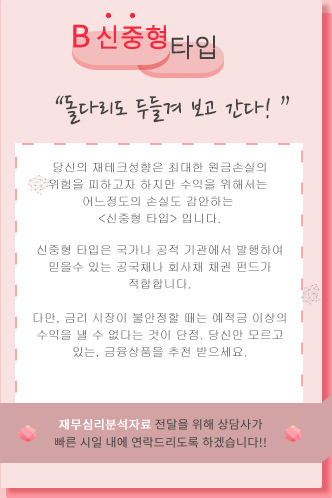 B 신중형 타입
“돌다리도 두들겨 보고 간다! ”
당신의 재테크성향은 최대한 원금손실의
위험을 피하고자 하지만 수익을 위해서는
어느정도의 손실도 감안하는
<신중형 타입> 입니다.
신중형 타입은 국가나 공적 기관에서 발행하여
믿을수 있는 공국채나 회사채 채권 펀드가
적합합니다.
다만, 금리 시장이 불안정할 때는 예적금 이상의
수익을 낼 수 없다는 것이 단점. 당신만 모르고
있는, 금융상품을 추천 받으세요.
재무심리분석자료 전달을 위해 상담사가
빠른 시일 내에 연락드리도록 하겠습니다!!